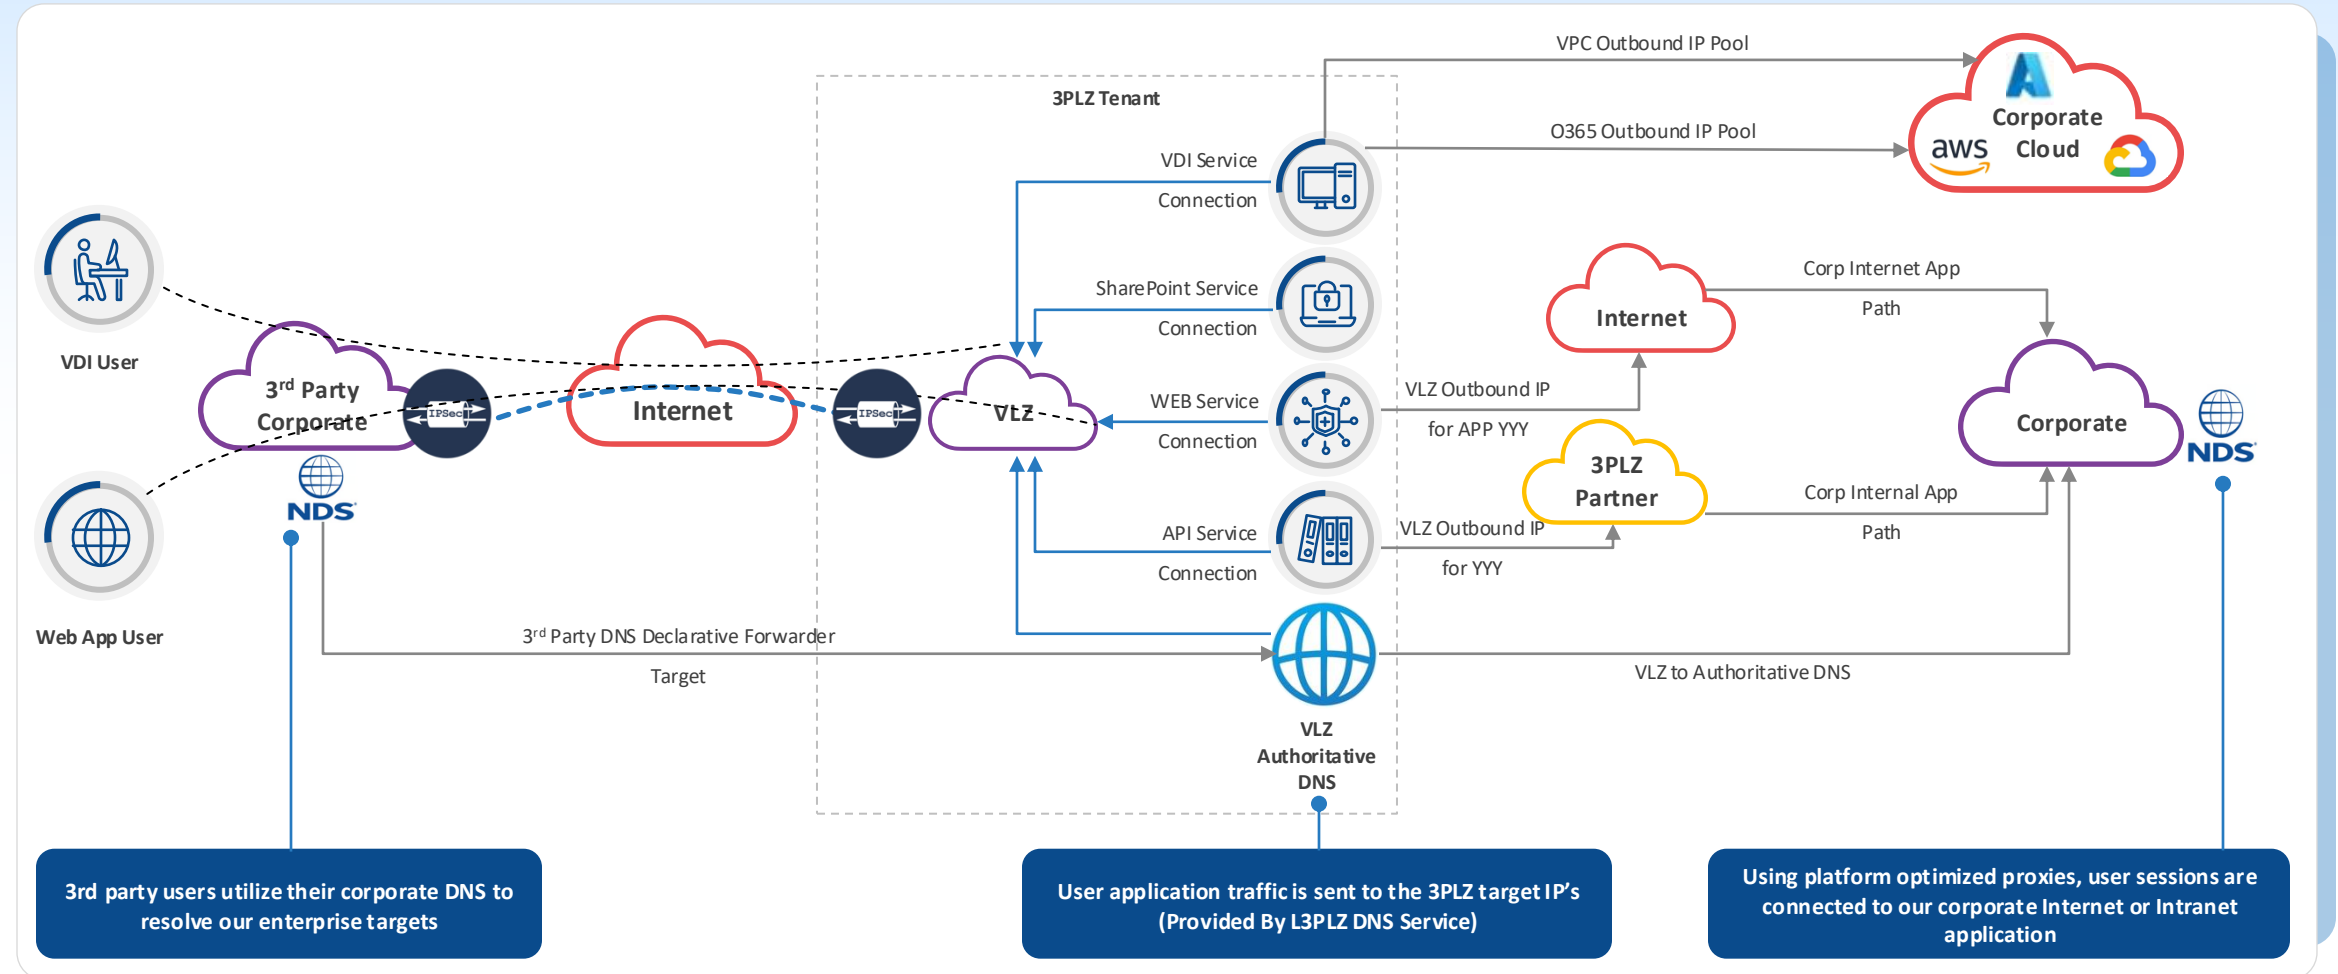 VPC Outbound IP Pool
3PLZ Tenant
O365 Outbound IP Pool
Corporate
Cloud
aws
VDI Service
Connection
VDI User
SharePoint Service
Connection
Internet
Corp Internet App
Path
3rd Party
Corporate
IPSec
Internet
IPSec
VLZ
WEB Service
Connection
VLZ Outbound IP
for APP YYY
Corporate
NDS
NDS
3PLZ
Partner
Corp Internal App
Path
API Service
Connection
VLZ Outbound IP
for YYY
Web App User
3rd Party DNS Declarative Forwarder
Target
VLZ to Authoritative DNS
VLZ
Authoritative
DNS
3rd party users utilize their corporate DNS to
resolve our enterprise targets
User application traffic is sent to the 3PLZ target IP's
(Provided By L3PLZ DNS Service)
Using platform optimized proxies, user sessions are
connected to our corporate Internet or Intranet
application